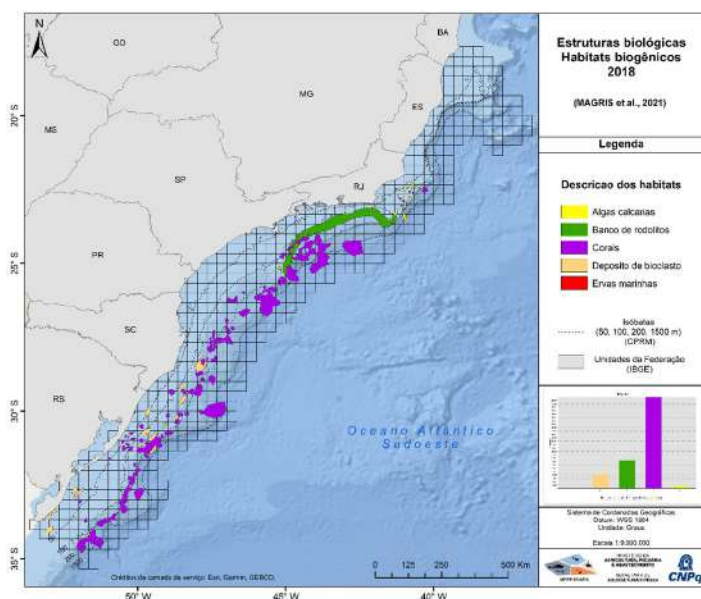 N
BA
GO
MG
MS
ES
20°S
SP
RJ
PR
25°S
SC
RS
30°S
Oceano Atlântico
Sudoeste
35°S
0 125 250 500 Km
Créditos da camada de serviço: Esri, Garmin, GEBCO,
50°W 45°W 40°W
Estruturas biológicas
Habitats biogênicos
2018
(MAGRIS et al., 2021)
Legenda
Descricao dos habitats
Algas calcarias
Banco de rodolitos
Corais
Deposito de bioclasto
Ervas marinhas
Isóbatas
(50, 100, 200, 1500 m)
(CPRM)
Unidades da Federação
(IBGE)
Sistema de Cordenadas Geográficas
Datum: WGS 1984
Unidade: Graus
Escala 1:9.000.000
CNPq